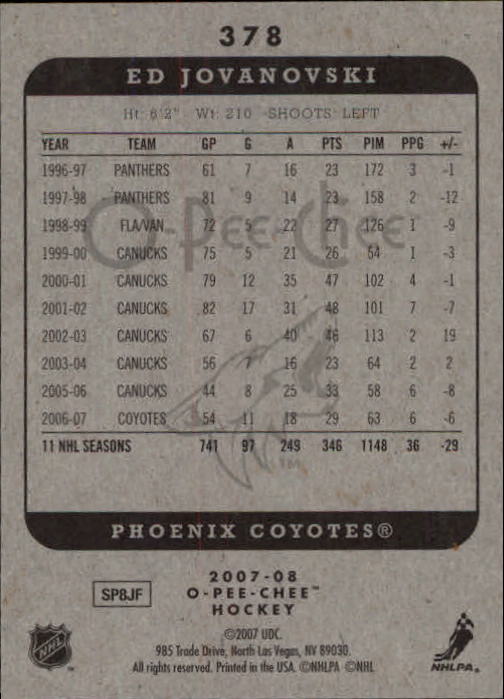 378
ED JOVANOVSKI
Ht: 6'2" Wt: 210 SHOOTS: LEFT
YEAR TEAM GP G A PTS PIM PPG +/-
1996-97 PANTHERS 61 7 16 23 172 3 -1
1997-98 PANTHERS 81 9 14 23 158 2 -12
1998-99 FLA/VAN 72 5 22 27 126 1 -9
1999-00 CANUCKS 75 5 21 26 54 1 -3
2000-01 CANUCKS 79 12 35 47 102 4 -1
2001-02 CANUCKS 82 17 31 48 101 7 -7
2002-03 CANUCKS 67 6 40 46 113 2 19
2003-04 CANUCKS 56 7 16 23 64 2 2
2005-06 CANUCKS 44 8 25 33 58 6 -8
2006-07 COYOTES 54 11 18 29 63 6 -6
11 NHL SEASONS 741 97 249 346 1148 36 -29
O-Pee-Chee
PHOENIX COYOTES®
SP8JF
2007-08
O-PEE-CHEE™
HOCKEY
©2007 UDC.
985 Trade Drive, North Las Vegas, NV 89030.
All rights reserved. Printed in the USA. ©NHLPA ©NHL
NHL
NHLPA®